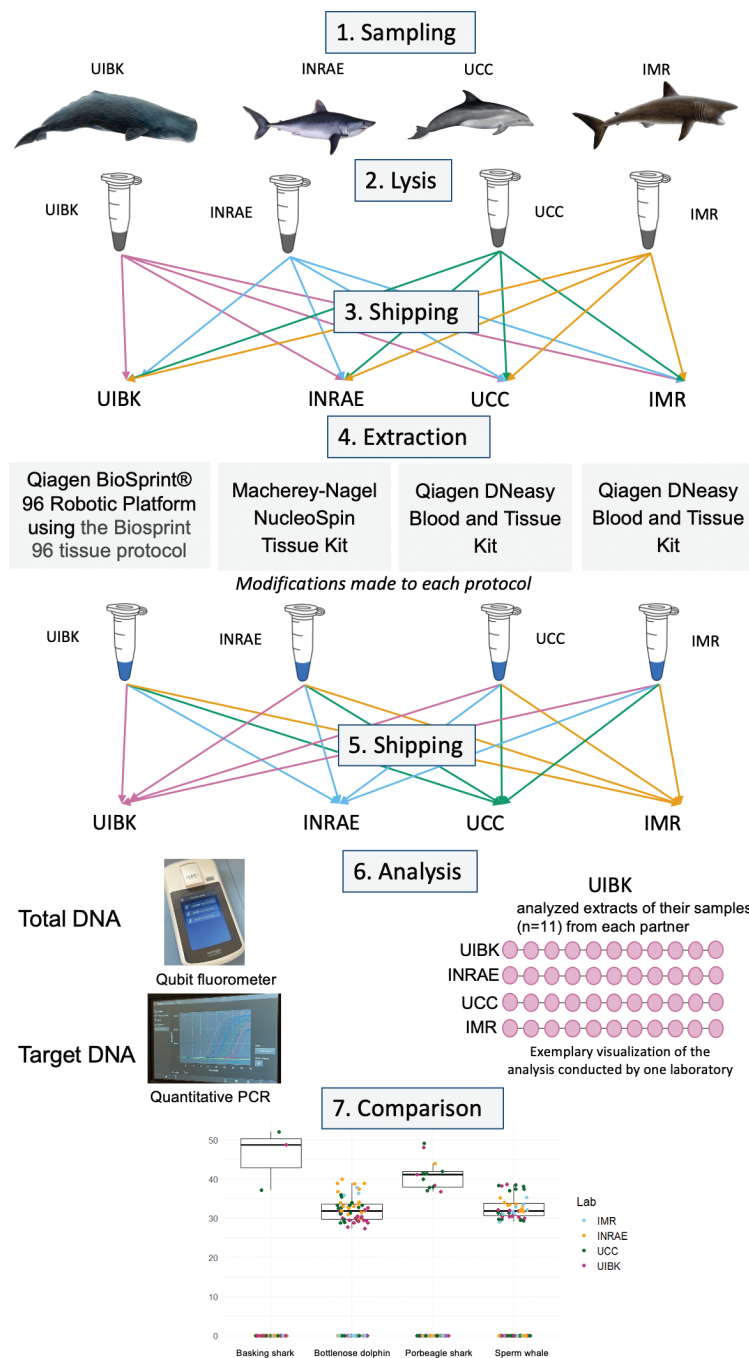 1. Sampling
UIBK
INRAE
UCC
IMR
2. Lysis
UIBK
INRAE
UCC
IMR
3. Shipping
UIBK
INRAE
UCC
IMR
4. Extraction
Qiagen BioSprint®
96 Robotic Platform
using the Biosprint
96 tissue protocol
Macherey-Nagel
NucleoSpin
Tissue Kit
Qiagen DNeasy
Blood and Tissue
Kit
Qiagen DNeasy
Blood and Tissue
Kit
Modifications made to each protocol
UIBK
INRAE
UCC
IMR
5. Shipping
UIBK
INRAE
UCC
IMR
6. Analysis
Total DNA
Qubit fluorometer
Target DNA
Quantitative PCR
UIBK
analyzed extracts of their samples
(n=11) from each partner
UIBK
INRAE
UCC
IMR
Exemplary visualization of the
analysis conducted by one laboratory
7. Comparison
50
40
30
20
10
0
Basking shark
Bottlenose dolphin
Porbeagle shark
Sperm whale
Lab
IMR
INRAE
UCC
UIBK